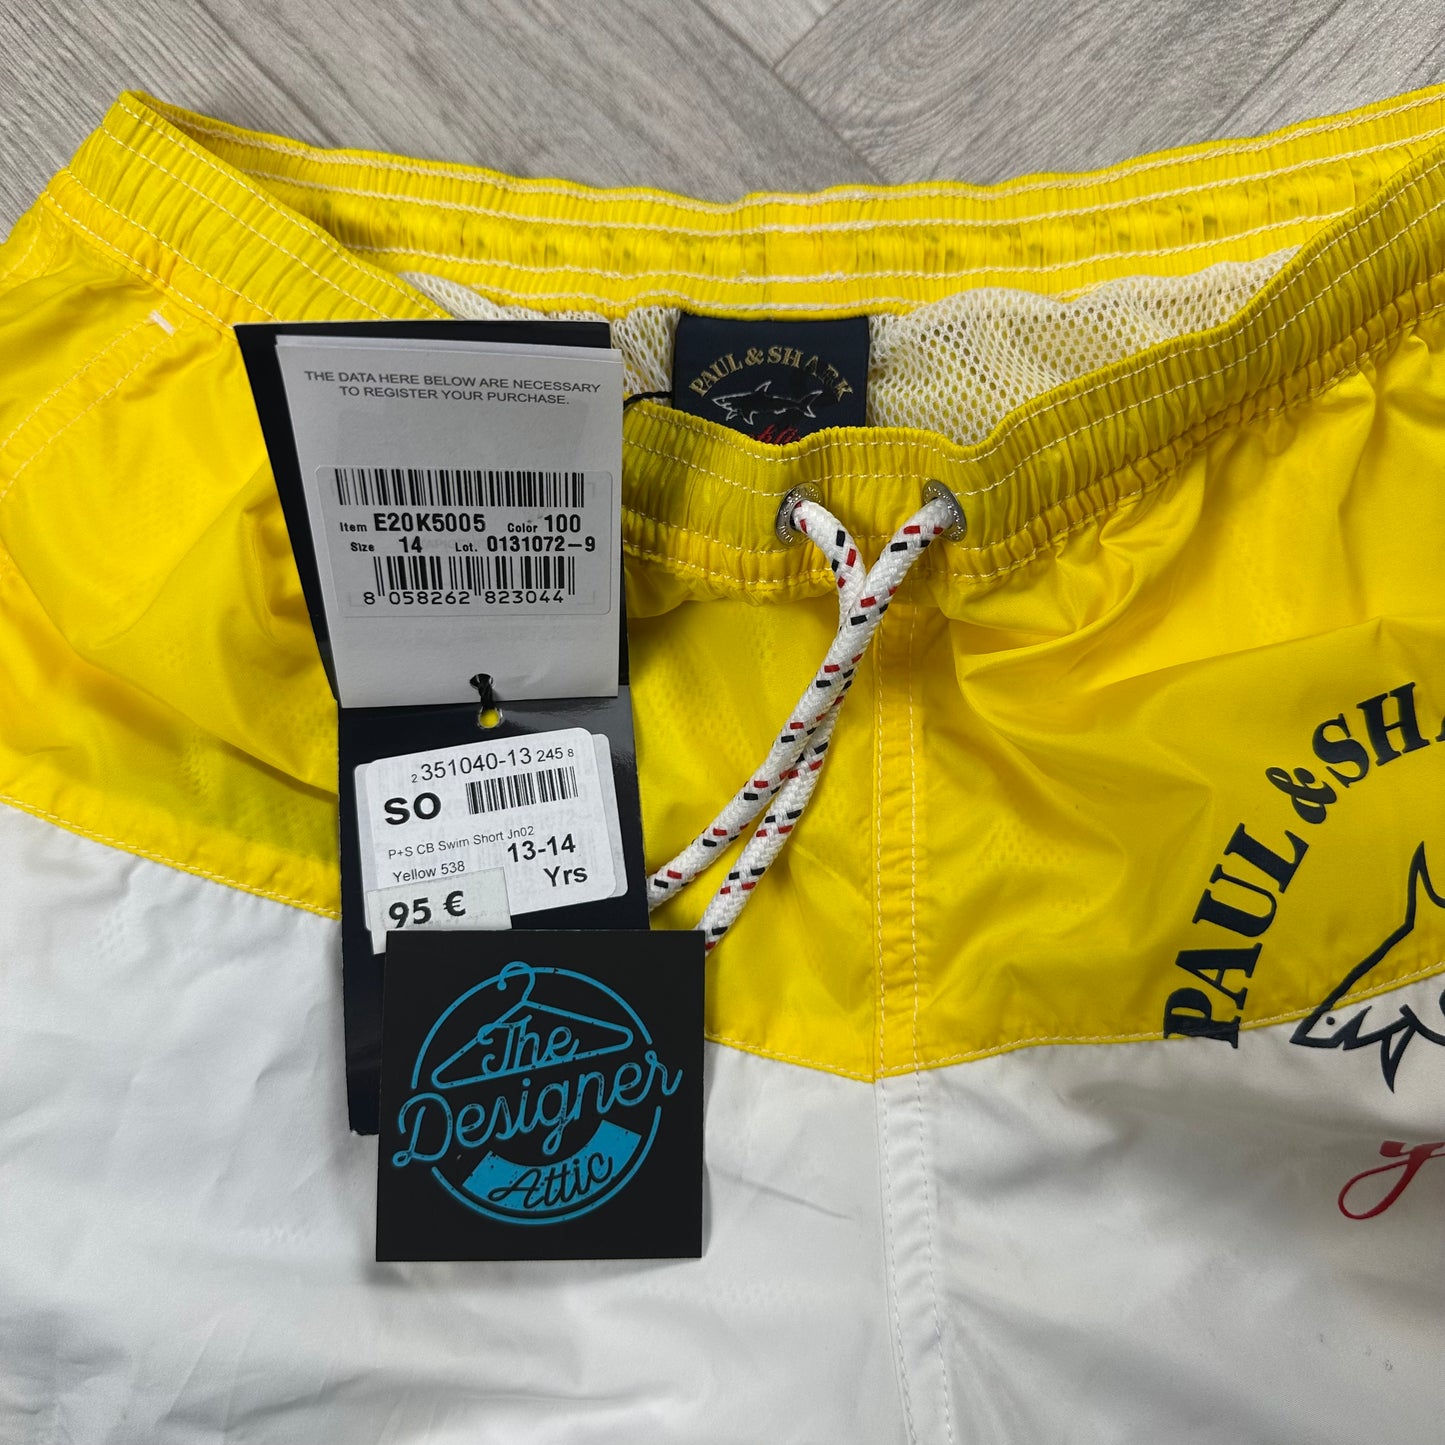 THE DATA HERE BELOW ARE NECESSARY
TO REGISTER YOUR PURCHASE.
Item E20K5005 Color 100
Size 14 Lot. 0131072-9
8 058262 823044
2 351040-13 245 8
SO
P+S CB Swim Short Jn02
Yellow 538
13-14
Yrs
95 €
The
Designer
Attic
PAUL & SHARK
PAUL & SH